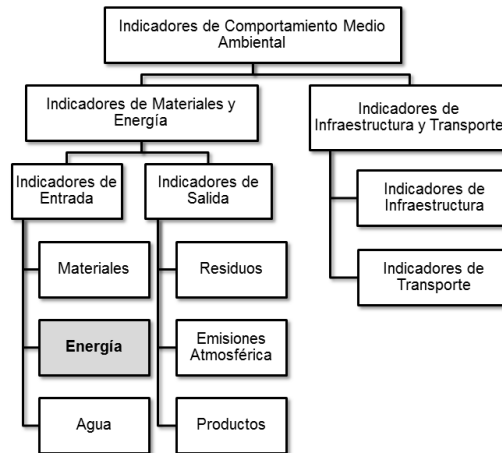 Indicadores de Comportamiento Medio
Ambiental
Indicadores de Materiales y
Energía
Indicadores de
Infraestructura y Transporte
Indicadores de
Entrada
Indicadores de
Salida
Indicadores de
Infraestructura
Materiales
Residuos
Indicadores de
Transporte
Energía
Emisiones
Atmosférica
Agua
Productos